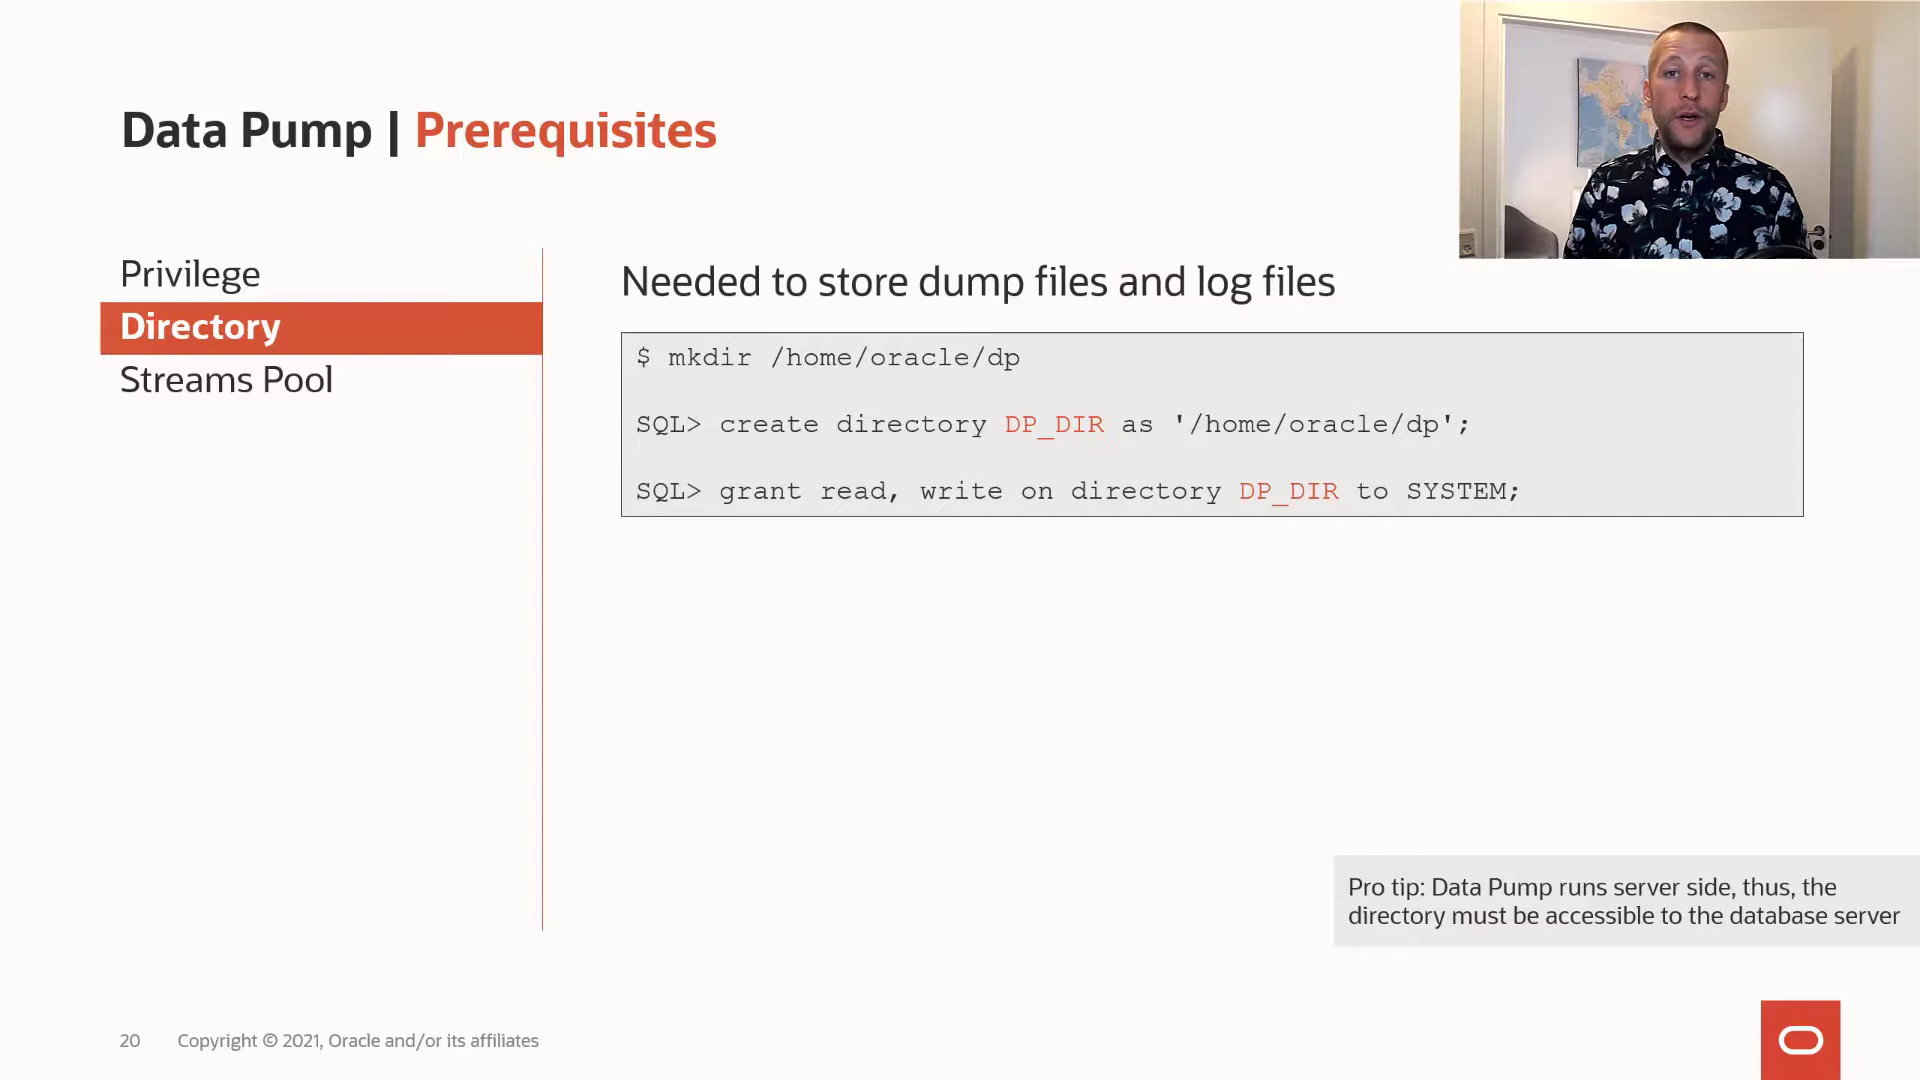 Data Pump | Prerequisites
Privilege
Directory
Streams Pool
Needed to store dump files and log files
$ mkdir /home/oracle/dp
SQL> create directory DP_DIR as '/home/oracle/dp';
SQL> grant read, write on directory DP_DIR to SYSTEM;
Pro tip: Data Pump runs server side, thus, the
directory must be accessible to the database server
20 Copyright © 2021, Oracle and/or its affiliates